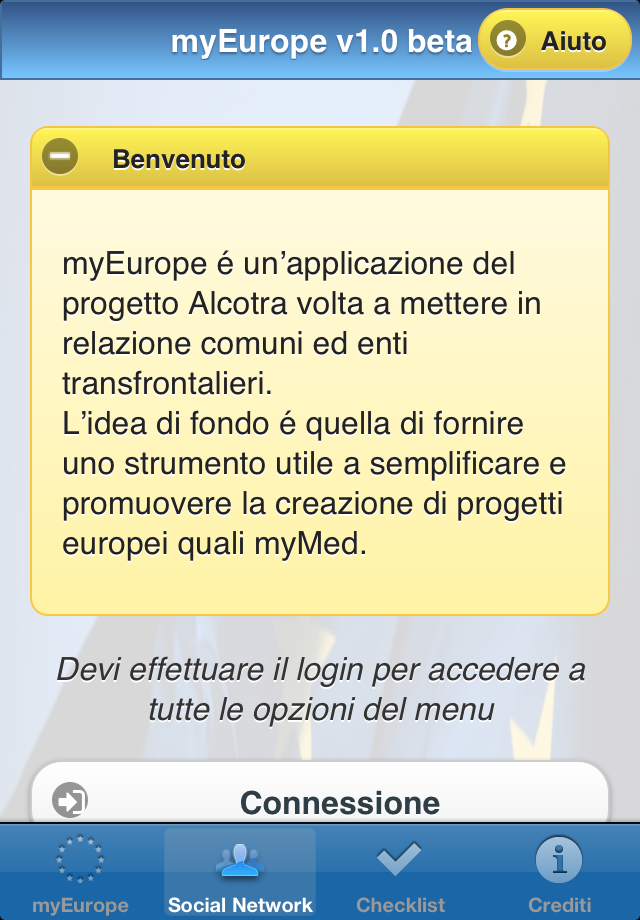 myEurope v1.0 beta
Aiuto
Benvenuto
myEurope é un’applicazione del
progetto Alcotra volta a mettere in
relazione comuni ed enti
transfrontalieri.
L’idea di fondo é quella di fornire
uno strumento utile a semplificare e
promuovere la creazione di progetti
europei quali myMed.
Devi effettuare il login per accedere a
tutte le opzioni del menu
Connessione
myEurope
Social Network
Checklist
Crediti